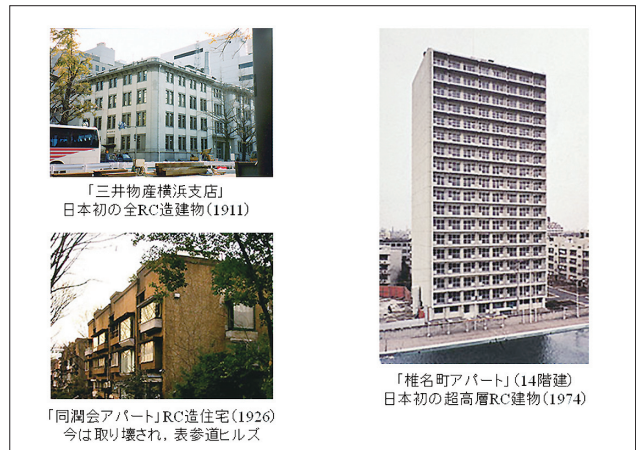 「三井物産横浜支店」
日本初の全RC造建物(1911)
「同潤会アパート」RC造住宅(1926)
今は取り壊され，表参道ヒルズ
「椎名町アパート」(14階建)
日本初の超高層RC建物(1974)